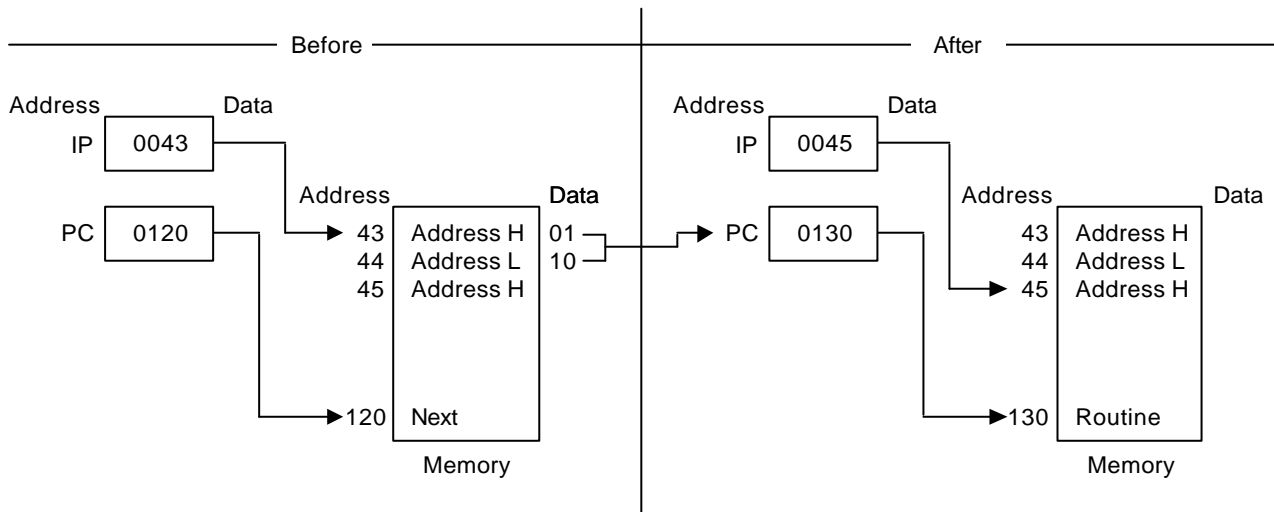 Before
After
Address
Data
IP
0043
Address
Data
PC
0120
43
Address H
01
44
Address L
10
45
Address H
120
Next
Memory
Address
Data
IP
0045
Address
Data
PC
0130
43
Address H
44
Address L
45
Address H
130
Routine
Memory